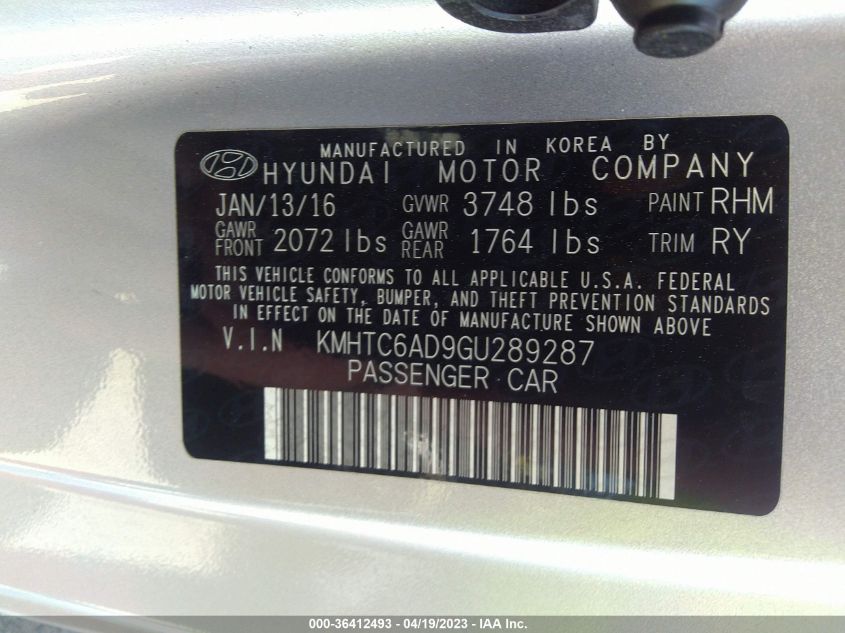 MANUFACTURED IN KOREA BY
HYUNDAI MOTOR COMPANY
JAN/13/16 GVWR 3748 lbs PAINT RHM
GAWR FRONT 2072 lbs GAWR REAR 1764 lbs TRIM RY
THIS VEHICLE CONFORMS TO ALL APPLICABLE U.S.A. FEDERAL
MOTOR VEHICLE SAFETY, BUMPER, AND THEFT PREVENTION STANDARDS
IN EFFECT ON THE DATE OF MANUFACTURE SHOWN ABOVE
V.I.N KMHTC6AD9GU289287
PASSENGER CAR
000-36412493 - 04/19/2023 - IAA Inc.